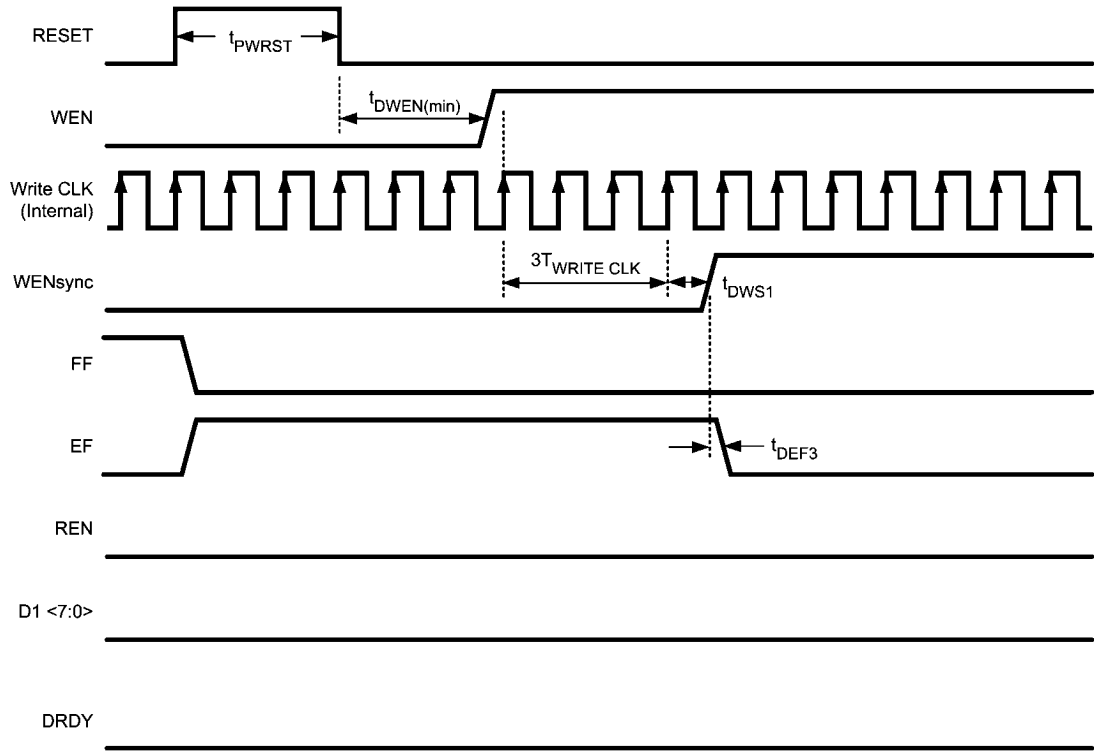 RESET
tPWRST
WEN
tDWEN(min)
Write CLK
(Internal)
3TWRITE CLK
WENsync
tDWS1
FF
EF
tDEF3
REN
D1 <7:0>
DRDY